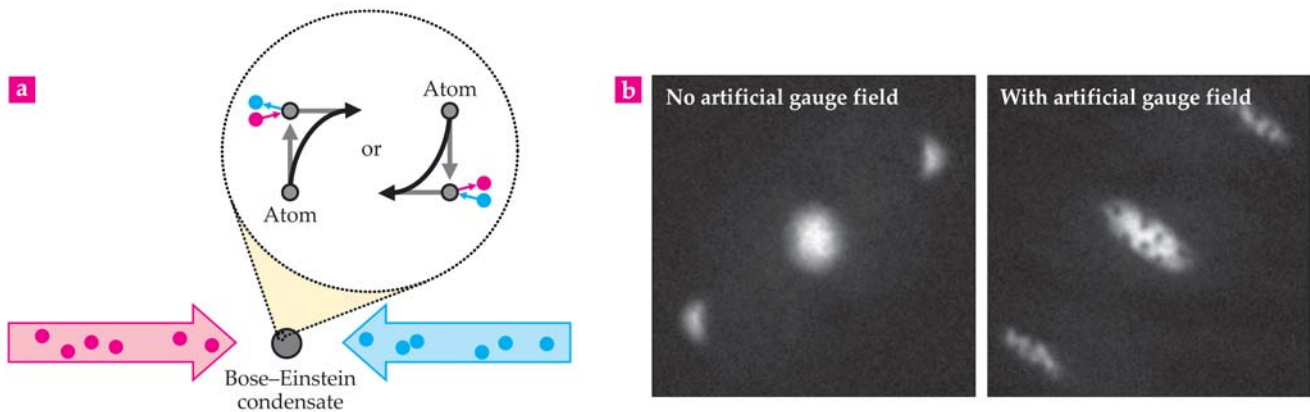 a
Atom
or
Atom
Bose–Einstein
condensate
b
No artificial gauge field
With artificial gauge field